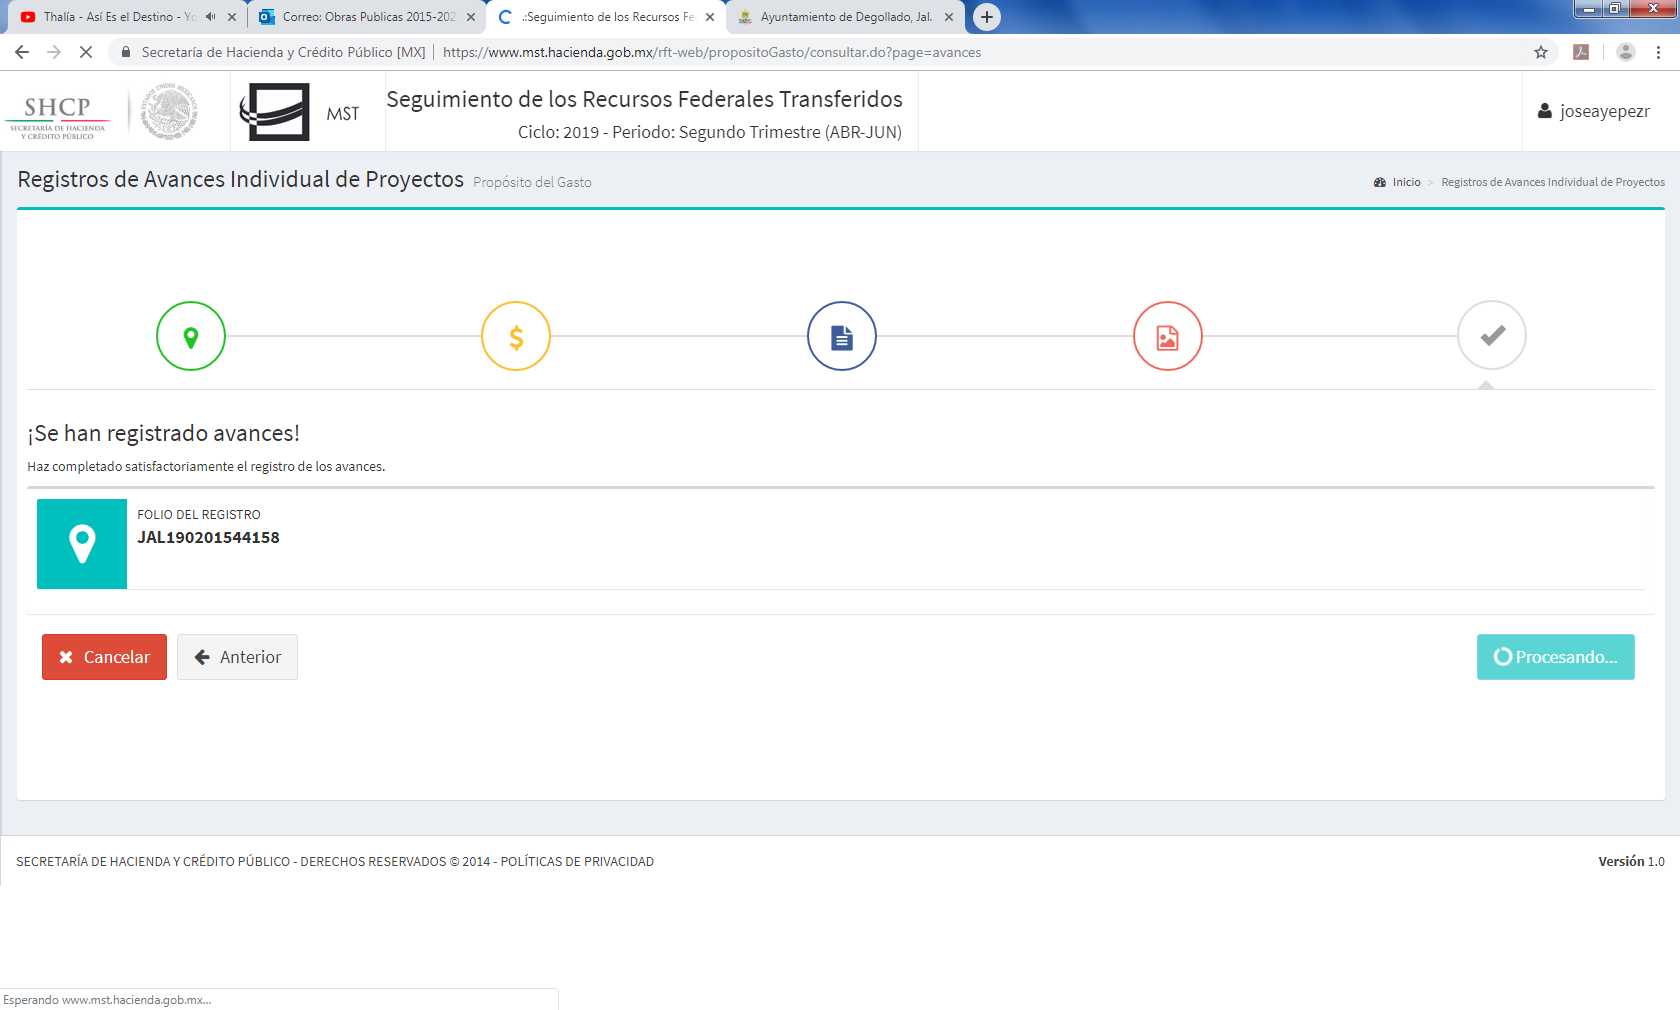 Thalía - Así Es el Destino - Yo
Correo: Obras Publicas 2015-202
.:Seguimiento de los Recursos Fe
Ayuntamiento de Degollado, Jal.
Secretaría de Hacienda y Crédito Público [MX] | https://www.mst.hacienda.gob.mx/rft-web/propositoGasto/consultar.do?page=avances
SHCP
SECRETARÍA DE HACIENDA
Y CRÉDITO PÚBLICO
MST
Seguimiento de los Recursos Federales Transferidos
Ciclo: 2019 - Periodo: Segundo Trimestre (ABR-JUN)
joseayepezr
Registros de Avances Individual de Proyectos Propósito del Gasto
Inicio > Registros de Avances Individual de Proyectos
¡Se han registrado avances!
Haz completado satisfactoriamente el registro de los avances.
FOLIO DEL REGISTRO
JAL190201544158
Cancelar
Anterior
Procesando...
SECRETARÍA DE HACIENDA Y CRÉDITO PÚBLICO - DERECHOS RESERVADOS © 2014 - POLÍTICAS DE PRIVACIDAD
Versión 1.0
Esperando www.mst.hacienda.gob.mx...